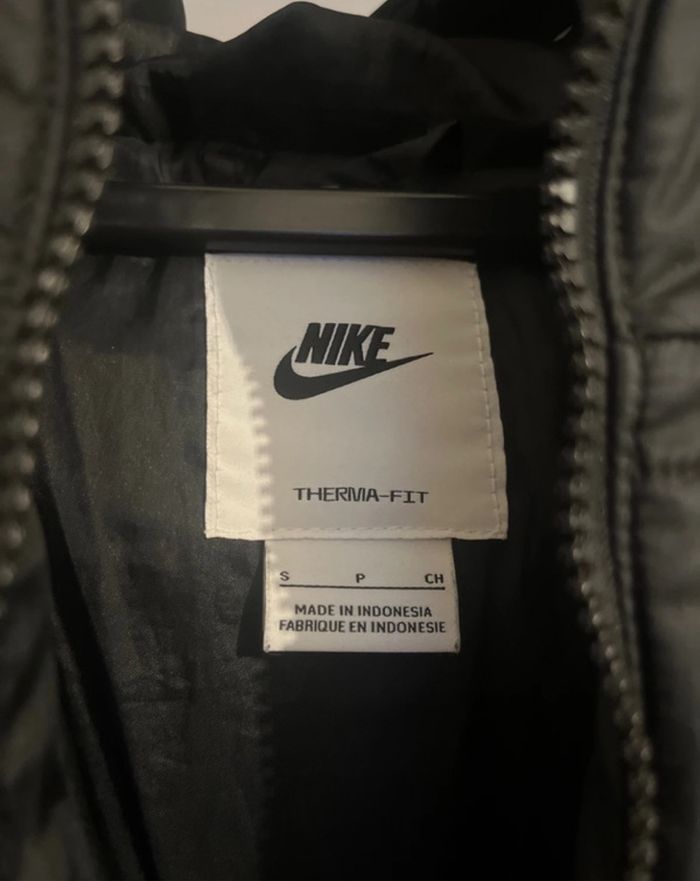 NIKE
THERMA-FIT
S P CH
MADE IN INDONESIA
FABRIQUE EN INDONESIE